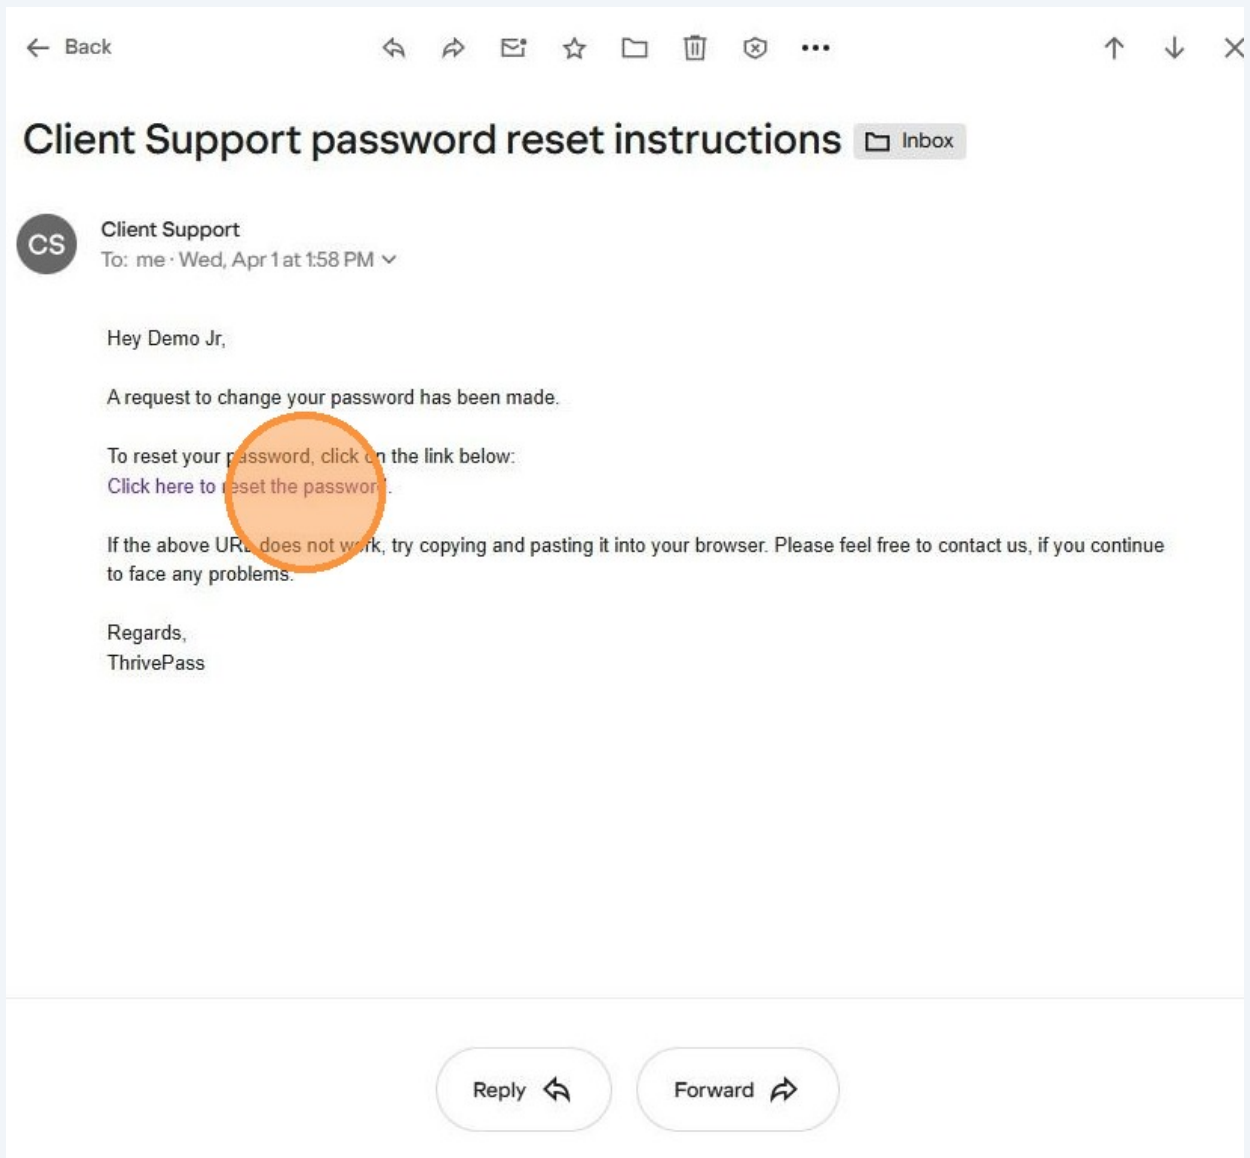 Back
Client Support password reset instructions Inbox
CS
Client Support
To: me · Wed, Apr 1 at 1:58 PM
Hey Demo Jr,
A request to change your password has been made.
To reset your password, click on the link below:
Click here to reset the password.
If the above URL does not work, try copying and pasting it into your browser. Please feel free to contact us, if you continue
to face any problems.
Regards,
ThrivePass
Reply
Forward